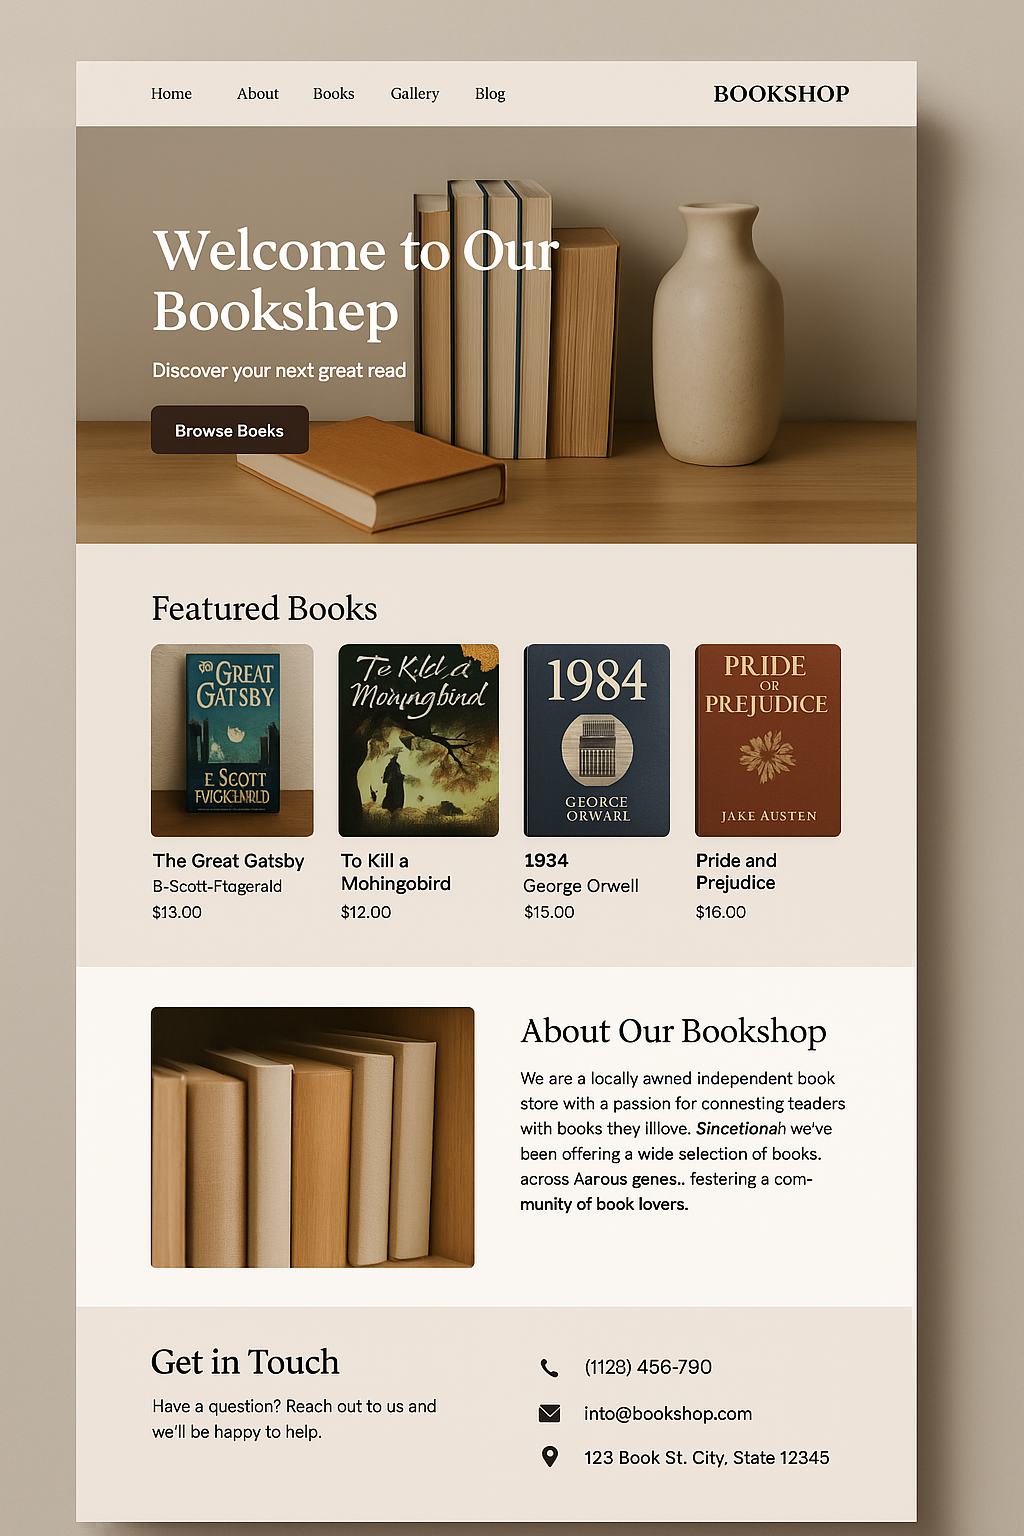 Home About Books Gallery Blog BOOKSHOP
Welcome to Our
Bookshep
Discover your next great read
Browse Boeks
Featured Books
GREAT
GATSBY
E SCOTT
Te Kild a
1984
GEORGE
ORWARL
PRIDE
OR
PREJUDICE
JAKE AUSTEN
The Great Gatsby
B-Scott-Ftagerald
$13.00
To Kill a
Mohingobird
$12.00
1934
George Orwell
$15.00
Pride and
Prejudice
$16.00
About Our Bookshop
We are a locally awned independent book
store with a passion for connesting teaders
with books they illlove. Sincetionah we've
been offering a wide selection of books.
across Aarous genes.. festering a com-
munity of book lovers.
Get in Touch
Have a question? Reach out to us and
we'll be happy to help.
(1128) 456-790
into@bookshop.com
123 Book St. City, State 12345